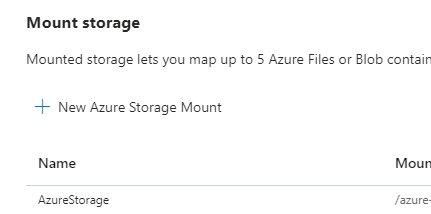 Mount storage
Mounted storage lets you map up to 5 Azure Files or Blob contain
New Azure Storage Mount
Name Moun
AzureStorage /azure-